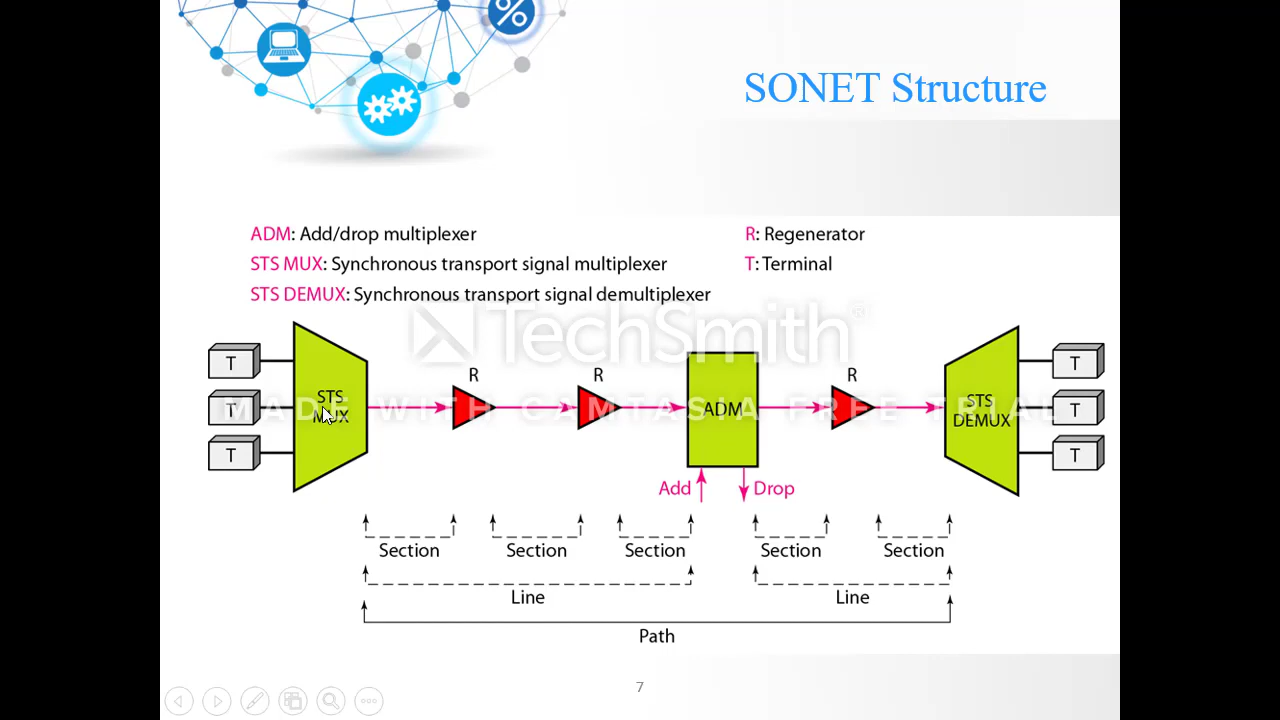 SONET Structure
ADM: Add/drop multiplexer
R: Regenerator
STS MUX: Synchronous transport signal multiplexer
T: Terminal
STS DEMUX: Synchronous transport signal demultiplexer
TechSmith®
T
T
R
R
R
STS
MUX
MADE WITH CAMTASIA FREE TRIAL
T
ADM
STS
DEMUX
T
T
T
Add
Drop
Section
Section
Section
Section
Section
Line
Line
Path
7